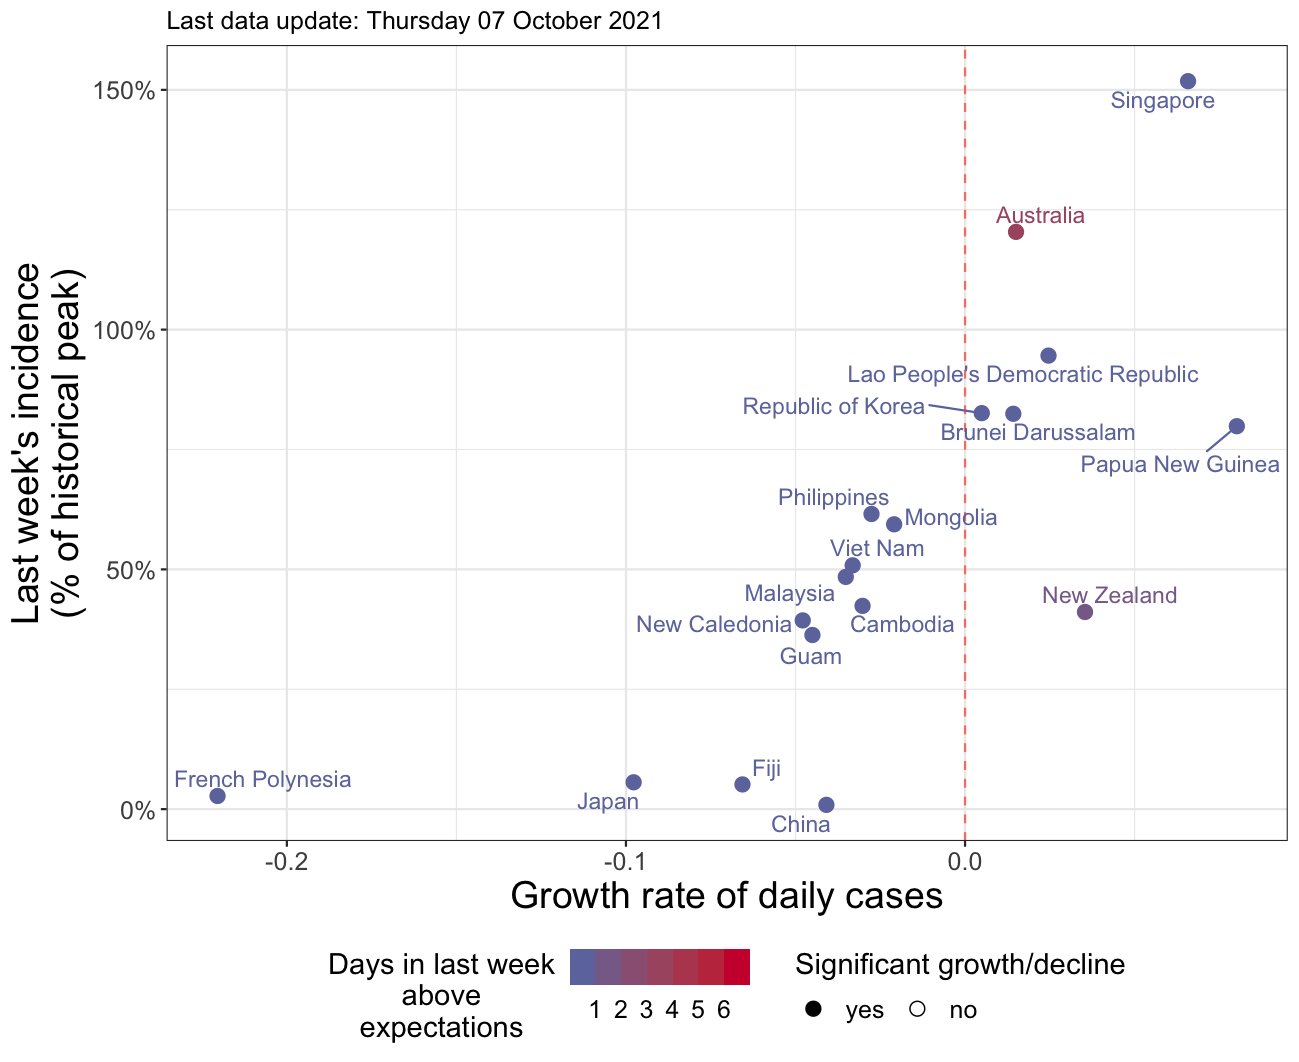 Last data update: Thursday 07 October 2021
Last week's incidence
(% of historical peak)
150%
100%
50%
0%
Singapore
Australia
Lao People's Democratic Republic
Republic of Korea
Brunei Darussalam
Papua New Guinea
Philippines
Mongolia
Viet Nam
Malaysia
New Zealand
New Caledonia
Cambodia
Guam
Fiji
French Polynesia
Japan
China
-0.2
-0.1
0.0
Growth rate of daily cases
Days in last week
above
expectations
1 2 3 4 5 6
Significant growth/decline
yes
no